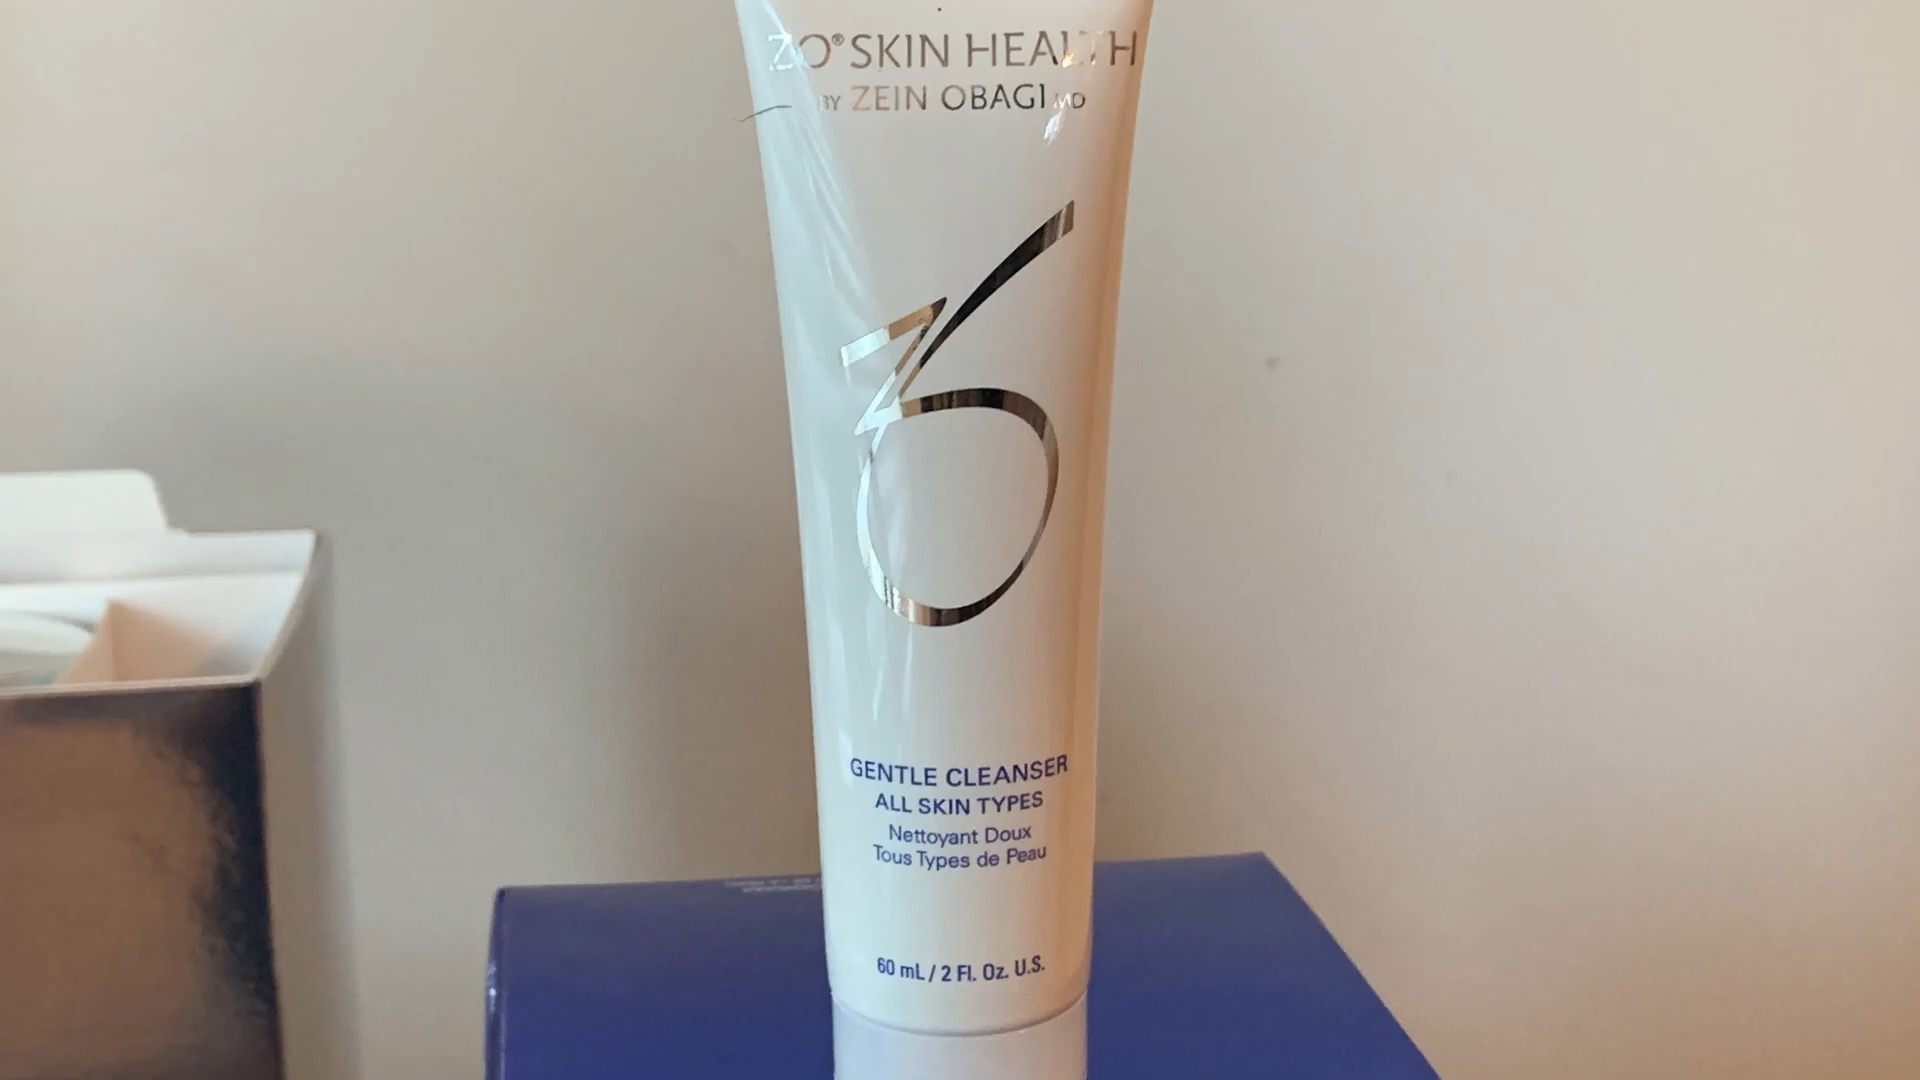 ZO® SKIN HEALTH
BY ZEIN OBAGI MD
GENTLE CLEANSER
ALL SKIN TYPES
Nettoyant Doux
Tous Types de Peau
60 mL / 2 Fl. Oz. U.S.